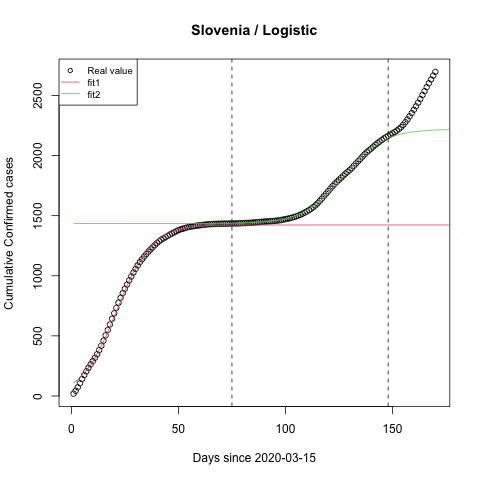 Slovenia / Logistic
Real value
fit1
fit2
Cumulative Confirmed cases
0
500
1000
1500
2000
2500
0
50
100
150
Days since 2020-03-15